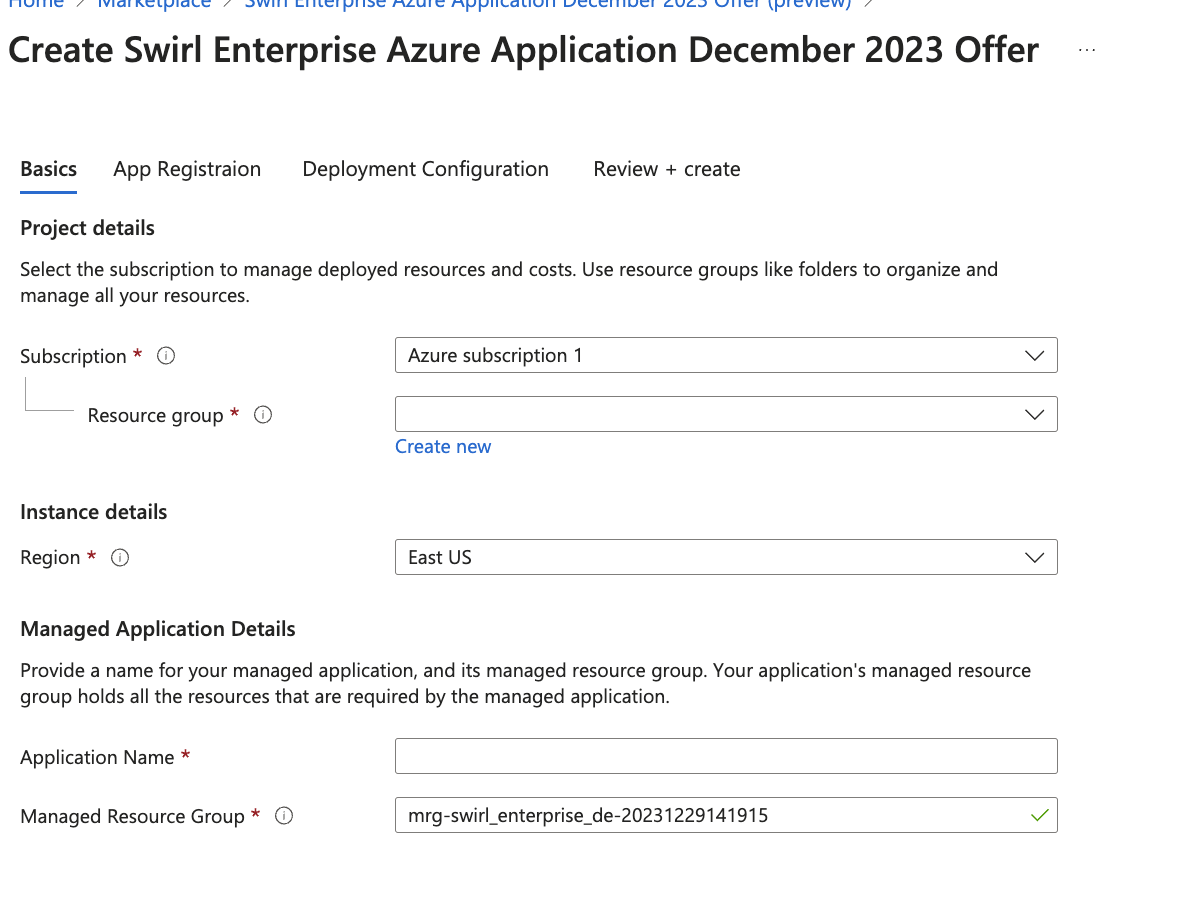 Home > Marketplace > Swirl Enterprise Azure Application December 2023 Offer (preview) >
Create Swirl Enterprise Azure Application December 2023 Offer ...
Basics App Registraion Deployment Configuration Review + create
Project details
Select the subscription to manage deployed resources and costs. Use resource groups like folders to organize and
manage all your resources.
Subscription * Azure subscription 1
Resource group *
Create new
Instance details
Region * East US
Managed Application Details
Provide a name for your managed application, and its managed resource group. Your application's managed resource
group holds all the resources that are required by the managed application.
Application Name *
Managed Resource Group * mrg-swirl_enterprise_de-20231229141915